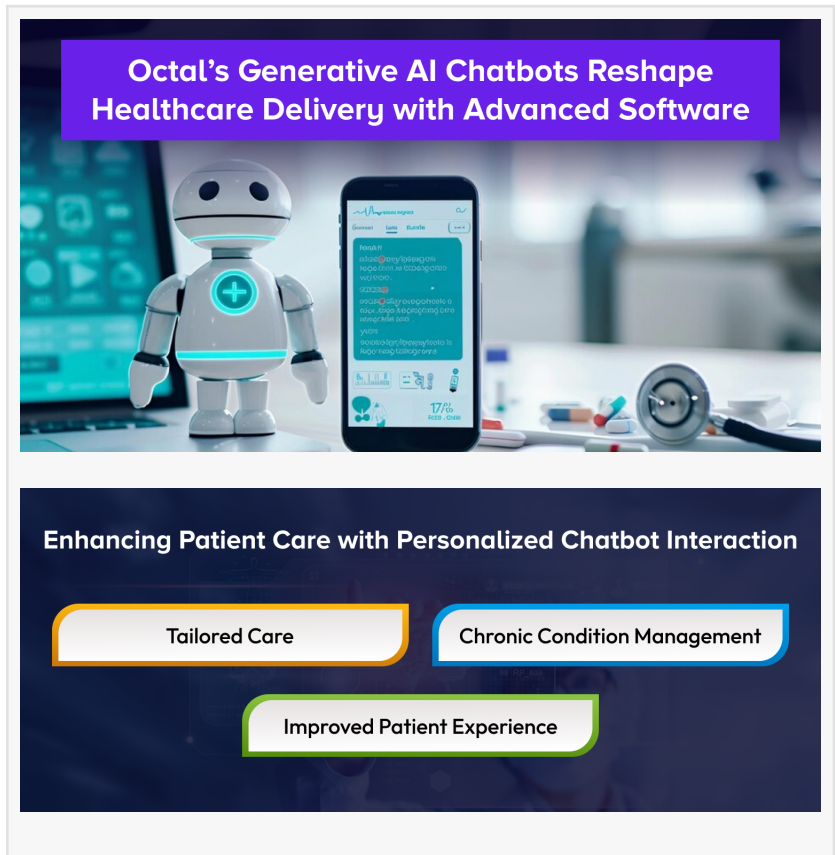 Octal's Generative AI Chatbots Reshape
Healthcare Delivery with Advanced Software
Enhancing Patient Care with Personalized Chatbot Interaction
Tailored Care
Chronic Condition Management
Improved Patient Experience